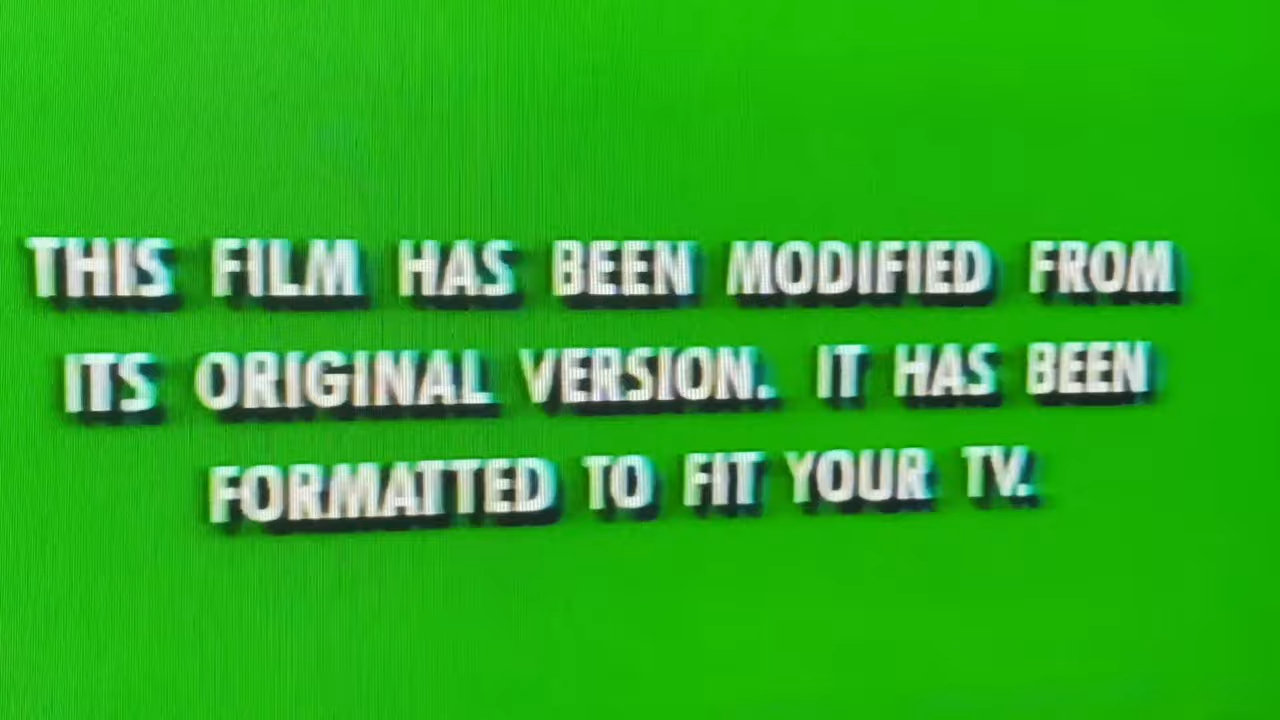 THIS FILM HAS BEEN MODIFIED FROM
ITS ORIGINAL VERSION. IT HAS BEEN
FORMATTED TO FIT YOUR TV.